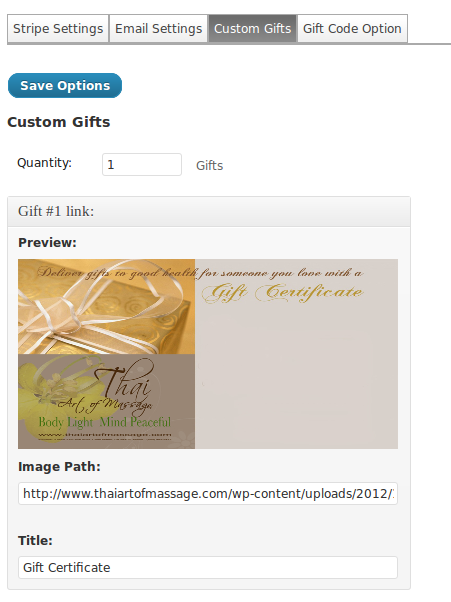 Stripe Settings Email Settings Custom Gifts Gift Code Option
Save Options
Custom Gifts
Quantity: 1 Gifts
Gift #1 link:
Preview:
Deliver gifts to good health for someone you love with a
Gift Certificate
Thai
Art of Massage
Body Light Mind Peaceful
www.thaiartofmassage.com
Image Path:
http://www.thaiartofmassage.com/wp-content/uploads/2012/
Title:
Gift Certificate